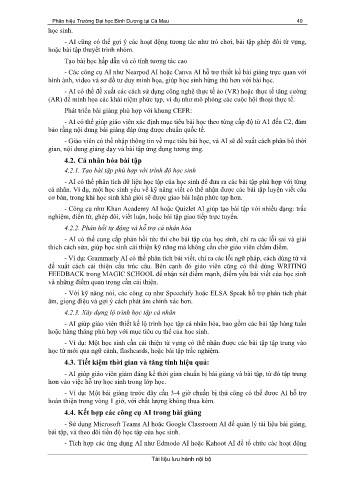 Phân hiệu Trường Đại học Bình Dương tại Cà Mau 49
học sinh.
- AI cũng có thể gợi ý các hoạt động tương tác như trò chơi, bài tập ghép đôi từ vựng,
hoặc bài tập thuyết trình nhóm.
Tạo bài học hấp dẫn và có tính tương tác cao
- Các công cụ AI như Nearpod AI hoặc Canva AI hỗ trợ thiết kế bài giảng trực quan với
hình ảnh, video và sơ đồ tư duy minh họa, giúp học sinh hứng thú hơn với bài học.
- AI có thể đề xuất các cách sử dụng công nghệ thực tế ảo (VR) hoặc thực tế tăng cường
(AR) để minh họa các khái niệm phức tạp, ví dụ như mô phỏng các cuộc hội thoại thực tế.
Phát triển bài giảng phù hợp với khung CEFR:
- AI có thể giúp giáo viên xác định mục tiêu bài học theo từng cấp độ từ A1 đến C2, đảm
bảo rằng nội dung bài giảng đáp ứng được chuẩn quốc tế.
- Giáo viên có thể nhập thông tin về mục tiêu bài học, và AI sẽ đề xuất cách phân bổ thời
gian, nội dung giảng dạy và bài tập ứng dụng tương ứng.
4.2. Cá nhân hóa bài tập
4.2.1. Tạo bài tập phù hợp với trình độ học sinh
- AI có thể phân tích dữ liệu học tập của học sinh để đưa ra các bài tập phù hợp với từng
cá nhân. Ví dụ, một học sinh yếu về kỹ năng viết có thể nhận được các bài tập luyện viết câu
cơ bản, trong khi học sinh khá giỏi sẽ được giao bài luận phức tạp hơn.
- Công cụ như Khan Academy AI hoặc Quizlet AI giúp tạo bài tập với nhiều dạng: trắc
nghiệm, điền từ, ghép đôi, viết luận, hoặc bài tập giao tiếp trực tuyến.
4.2.2. Phản hồi tự động và hỗ trợ cá nhân hóa
- AI có thể cung cấp phản hồi tức thì cho bài tập của học sinh, chỉ ra các lỗi sai và giải
thích cách sửa, giúp học sinh cải thiện kỹ năng mà không cần chờ giáo viên chấm điểm.
- Ví dụ: Grammarly AI có thể phân tích bài viết, chỉ ra các lỗi ngữ pháp, cách dùng từ và
đề xuất cách cải thiện cấu trúc câu. Bên cạnh đó giáo viên cũng có thể dùng WRITING
FEEDBACK trong MAGIC SCHOOL để nhận xét điểm mạnh, điểm yếu bài viết của học sinh
và những điểm quan trọng cần cải thiện.
- Với kỹ năng nói, các công cụ như Speechify hoặc ELSA Speak hỗ trợ phân tích phát
âm, giọng điệu và gợi ý cách phát âm chính xác hơn.
4.2.3. Xây dựng lộ trình học tập cá nhân
- AI giúp giáo viên thiết kế lộ trình học tập cá nhân hóa, bao gồm các bài tập hàng tuần
hoặc hàng tháng phù hợp với mục tiêu cụ thể của học sinh.
- Ví dụ: Một học sinh cần cải thiện từ vựng có thể nhận được các bài tập tập trung vào
học từ mới qua ngữ cảnh, flashcards, hoặc bài tập trắc nghiệm.
4.3. Tiết kiệm thời gian và tăng tính hiệu quả:
- AI giúp giáo viên giảm đáng kể thời gian chuẩn bị bài giảng và bài tập, từ đó tập trung
hơn vào việc hỗ trợ học sinh trong lớp học.
- Ví dụ: Một bài giảng trước đây cần 3-4 giờ chuẩn bị thủ công có thể được AI hỗ trợ
hoàn thiện trong vòng 1 giờ, với chất lượng không thua kém.
4.4. Kết hợp các công cụ AI trong bài giảng
- Sử dụng Microsoft Teams AI hoặc Google Classroom AI để quản lý tài liệu bài giảng,
bài tập, và theo dõi tiến độ học tập của học sinh.
- Tích hợp các ứng dụng AI như Edmodo AI hoặc Kahoot AI để tổ chức các hoạt động
Tài liệu lưu hành nội bộ